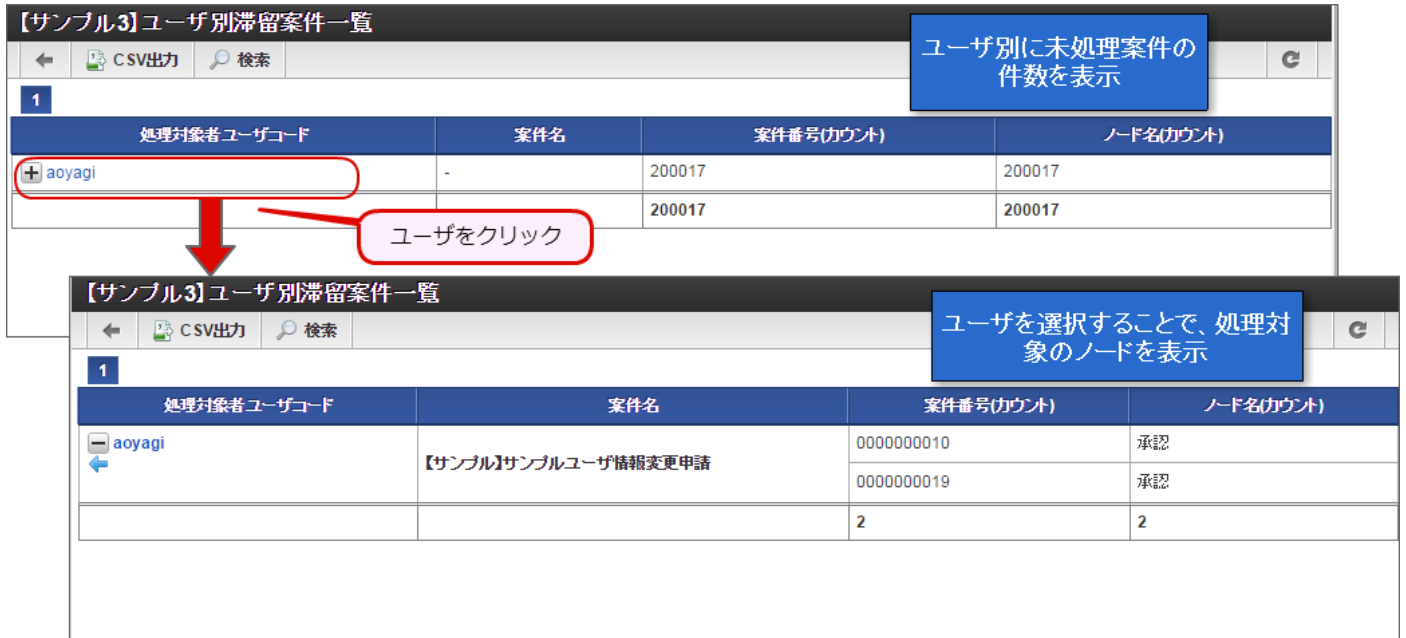 【サンプル3】ユーザ別滞留案件一覧
ユーザ別に未処理案件の
件数を表示
CSV出力 検索
1
処理対象者ユーザコード 案件名 案件番号(カウント) ノード名(カウント)
aoyagi - 200017 200017
200017 200017
ユーザをクリック
【サンプル3】ユーザ別滞留案件一覧
ユーザを選択することで、処理対
象のノードを表示
CSV出力 検索
1
処理対象者ユーザコード 案件名 案件番号(カウント) ノード名(カウント)
aoyagi 【サンプル】サンプルユーザ情報変更申請 0000000010 承認
0000000019 承認
2 2